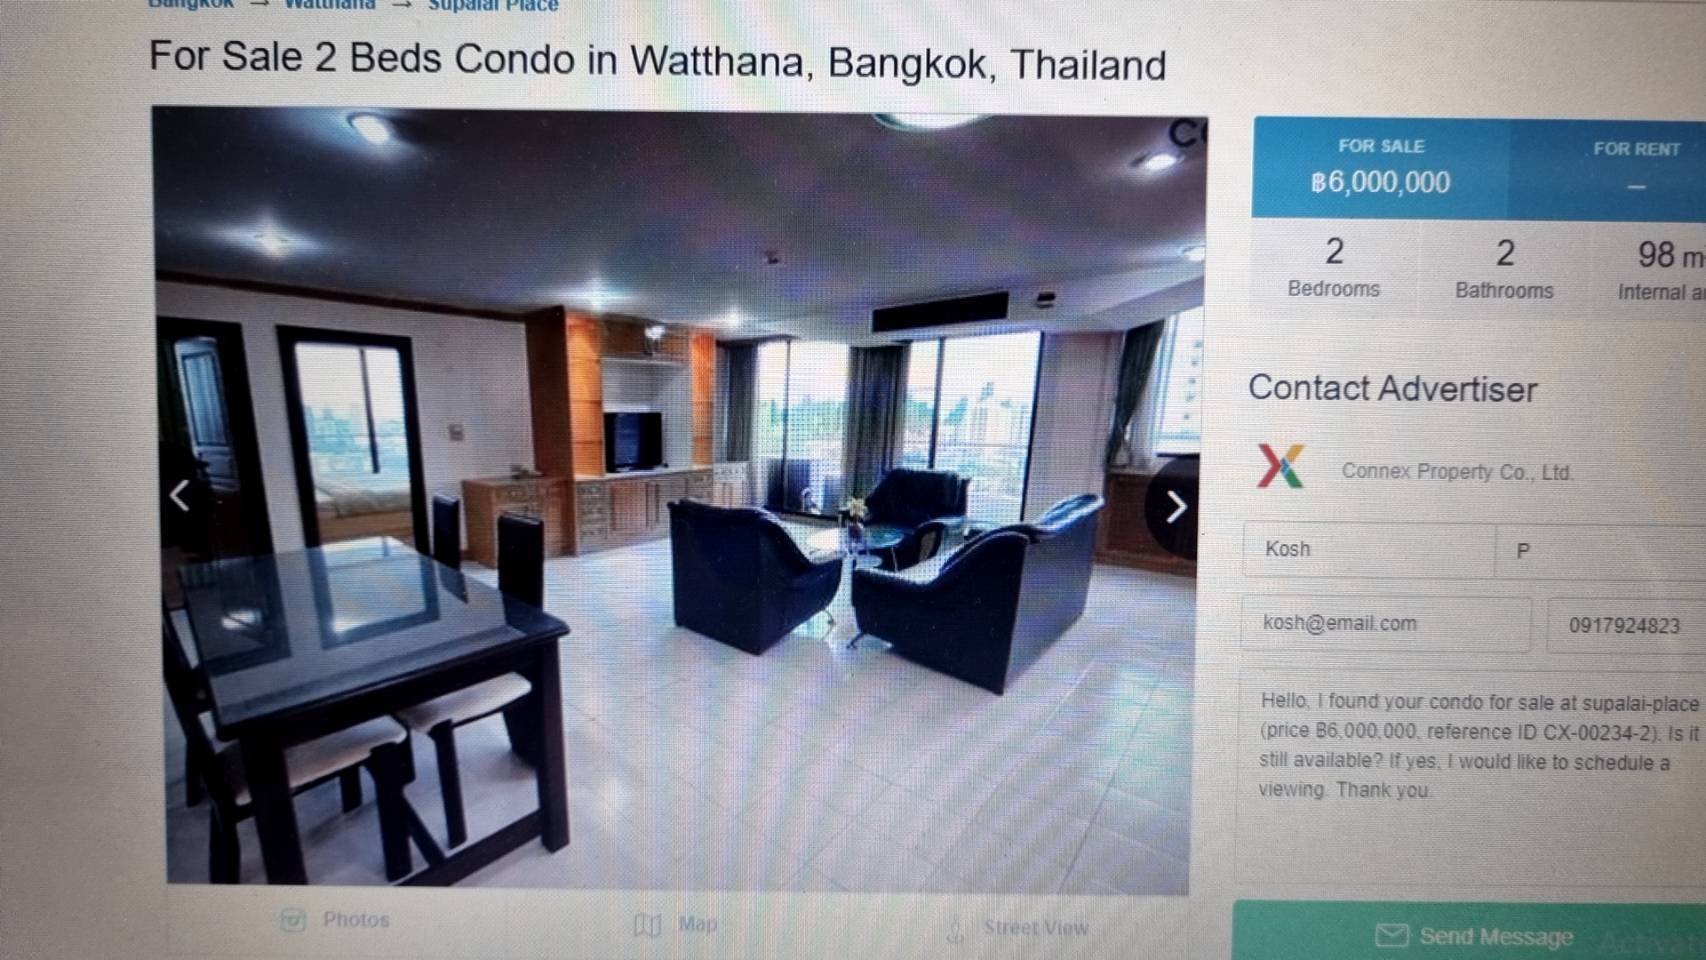 Bangkok → Watthana → Supalai Place
For Sale 2 Beds Condo in Watthana, Bangkok, Thailand
FOR SALE
฿6,000,000
FOR RENT
–
2
Bedrooms
2
Bathrooms
98 m
Internal
Contact Advertiser
Connex Property Co., Ltd.
Kosh
P
kosh@email.com
0917924823
Hello, I found your condo for sale at supalai-place
(price ฿6,000,000, reference ID CX-00234-2). Is it
still available? If yes, I would like to schedule a
viewing. Thank you.
Photos
Map
Street View
Send Message